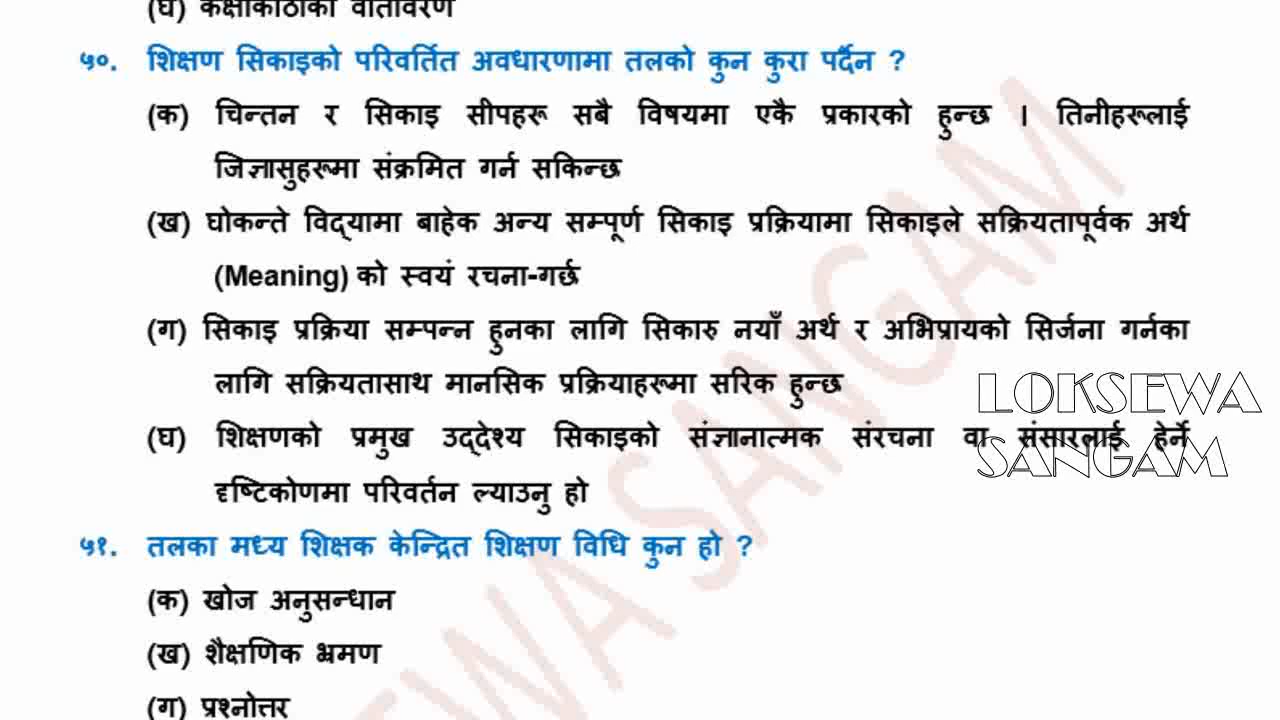 (घ) कक्षाकोठाको वातावरण
५०. शिक्षण सिकाइको परिवर्तित अवधारणामा तलको कुन कुरा पर्दैन ?
(क) चिन्तन र सिकाइ सीपहरू सबै विषयमा एकै प्रकारको हुन्छ । तिनीहरूलाई
जिज्ञासुहरूमा संक्रमित गर्न सकिन्छ
(ख) घोकन्ते विद्यामा बाहेक अन्य सम्पूर्ण सिकाइ प्रक्रियामा सिकाइले सक्रियतापूर्वक अर्थ
(Meaning) को स्वयं रचना-गर्छ
(ग) सिकाइ प्रक्रिया सम्पन्न हुनका लागि सिकारु नयाँ अर्थ र अभिप्रायको सिर्जना गर्नका
लागि सक्रियतासाथ मानसिक प्रक्रियाहरूमा सरिक हुन्छ
(घ) शिक्षणको प्रमुख उद्देश्य सिकाइको संज्ञानात्मक संरचना वा संसारलाई हेर्ने
दृष्टिकोणमा परिवर्तन ल्याउनु हो
LOKSEWA
SANGAM
५१. तलका मध्य शिक्षक केन्द्रित शिक्षण विधि कुन हो ?
(क) खोज अनुसन्धान
(ख) शैक्षणिक भ्रमण
(ग) प्रश्नोत्तर
EWA SANGAM